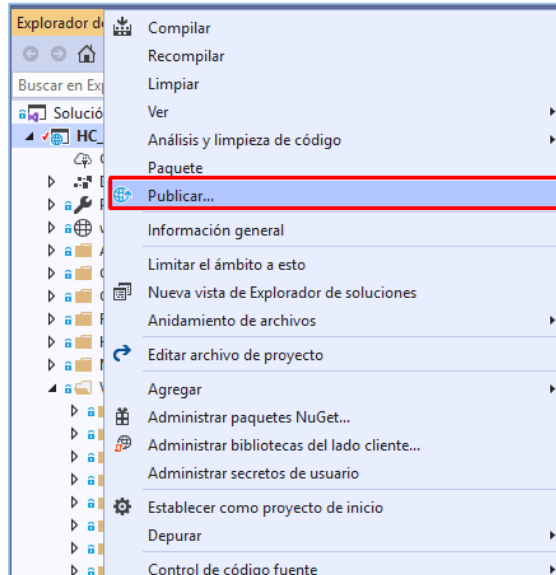 Explorador d
Buscar en Ex
Solució
HC_
Compilar
Recompilar
Limpiar
Ver
Análisis y limpieza de código
Paquete
Publicar...
Información general
Limitar el ámbito a esto
Nueva vista de Explorador de soluciones
Anidamiento de archivos
Editar archivo de proyecto
Agregar
Administrar paquetes NuGet...
Administrar bibliotecas del lado cliente...
Administrar secretos de usuario
Establecer como proyecto de inicio
Depurar
Control de código fuente